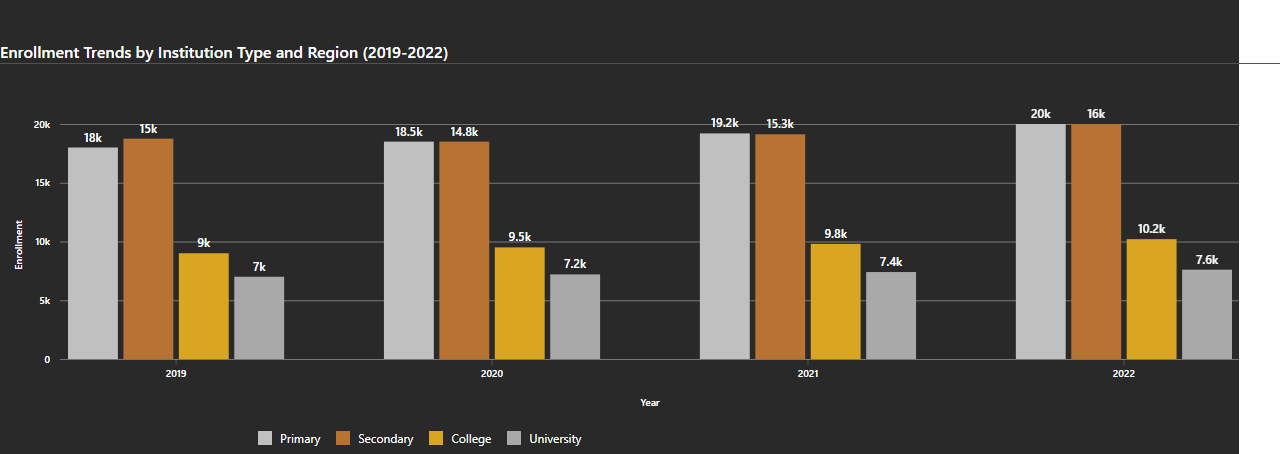 Enrollment Trends by Institution Type and Region (2019-2022)
20k
15k
10k
5k
0
Enrollment
18k 15k 9k 7k
18.5k 14.8k 9.5k 7.2k
19.2k 15.3k 9.8k 7.4k
20k 16k 10.2k 7.6k
2019 2020 2021 2022
Year
Primary Secondary College University